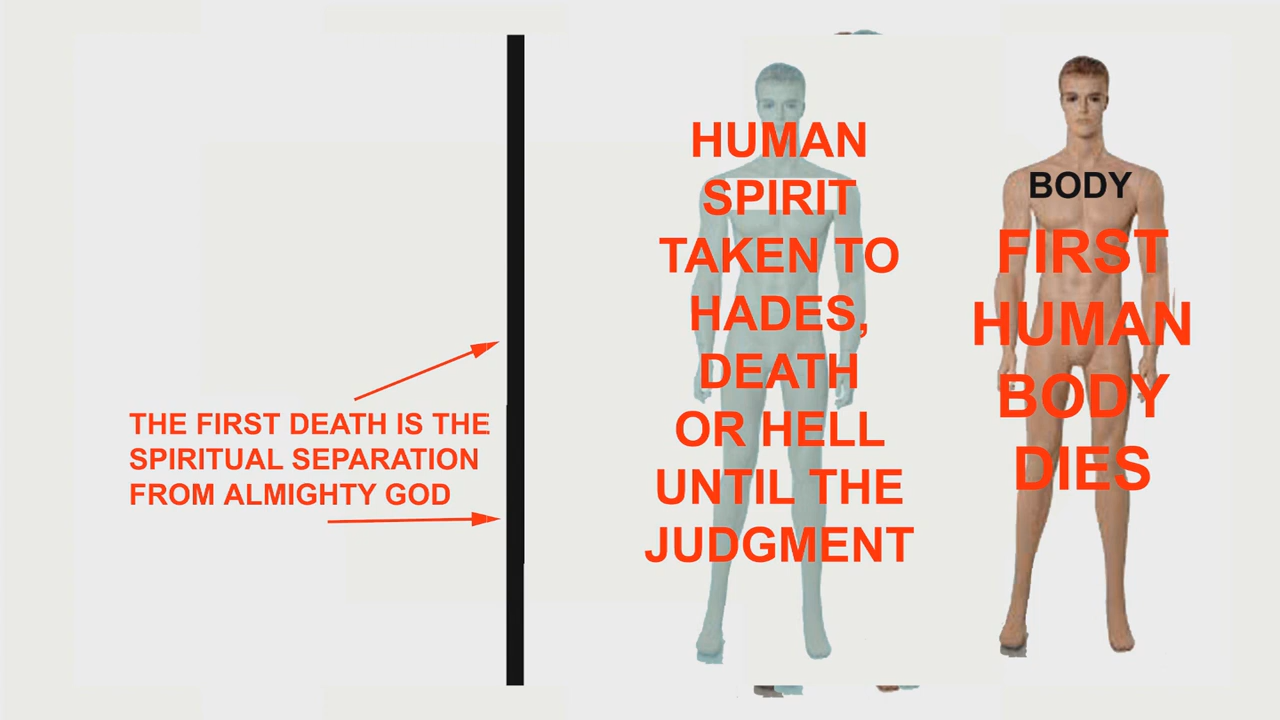 THE FIRST DEATH IS THE
SPIRITUAL SEPARATION
FROM ALMIGHTY GOD
HUMAN
SPIRIT
TAKEN TO
HADES,
DEATH
OR HELL
UNTIL THE
JUDGMENT
BODY
FIRST
HUMAN
BODY
DIES